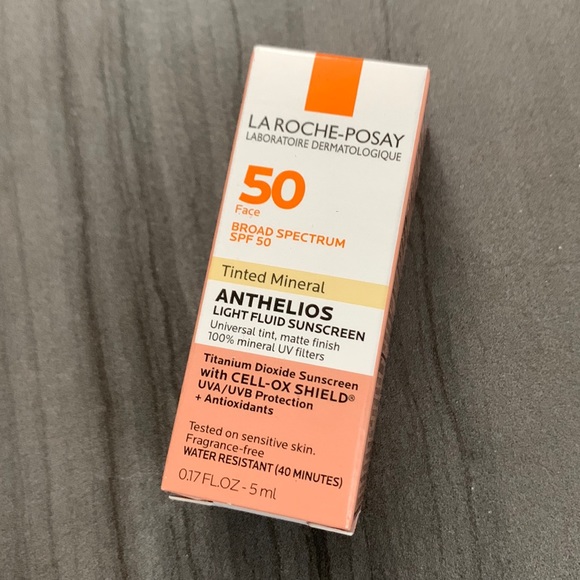 LA ROCHE-POSAY
LABORATOIRE DERMATOLOGIQUE
50
Face
BROAD SPECTRUM
SPF 50
Tinted Mineral
ANTHELIOS
LIGHT FLUID SUNSCREEN
Universal tint, matte finish
100% mineral UV filters
Titanium Dioxide Sunscreen
with CELL-OX SHIELD®
UVA/UVB Protection
+ Antioxidants
Tested on sensitive skin.
Fragrance-free
WATER RESISTANT (40 MINUTES)
0.17 FL.OZ - 5 ml